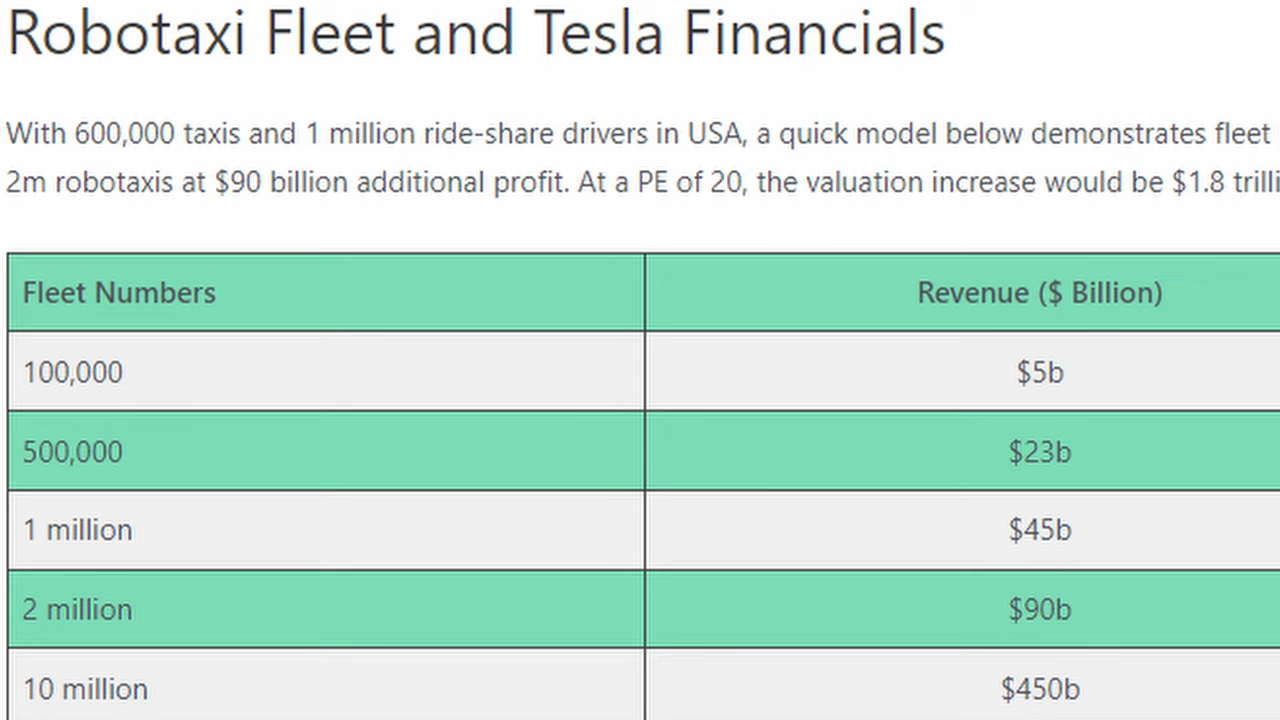 Robotaxi Fleet and Tesla Financials
With 600,000 taxis and 1 million ride-share drivers in USA, a quick model below demonstrates fleet
2m robotaxis at $90 billion additional profit. At a PE of 20, the valuation increase would be $1.8 trilli
Fleet Numbers Revenue ($ Billion)
100,000 $5b
500,000 $23b
1 million $45b
2 million $90b
10 million $450b